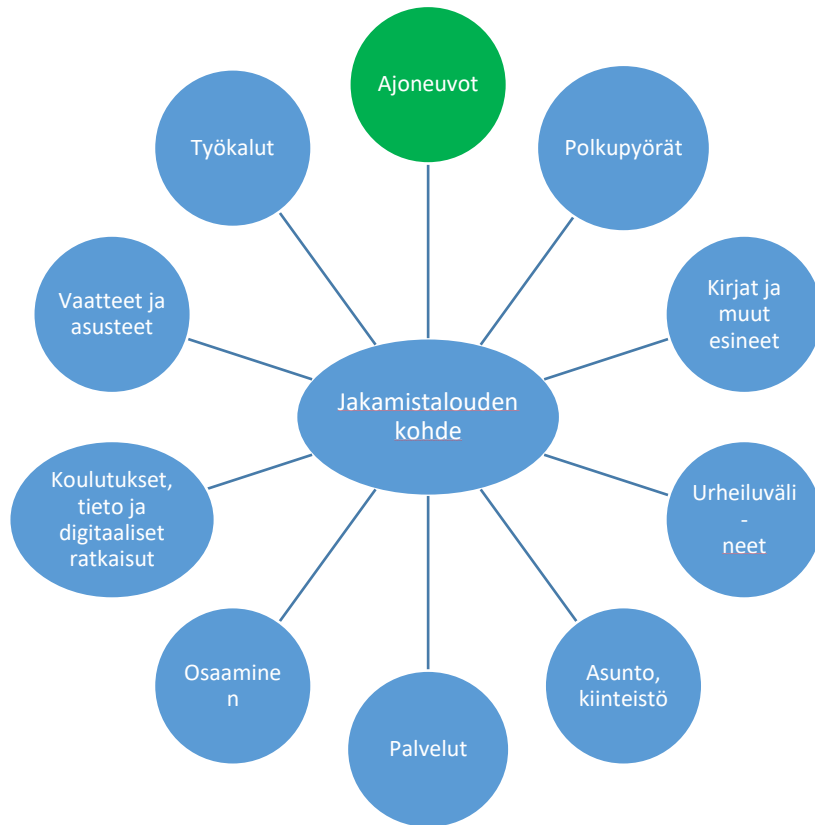 Ajoneuvot
Polkupyörät
Kirjat ja
muut
esineet
Urheiluväli
-
neet
Asunto,
kiinteistö
Palvelut
Osaamine
n
Koulutukset,
tieto ja
digitaaliset
ratkaisut
Vaatteet ja
asusteet
Työkalut
Jakamistalouden
kohde